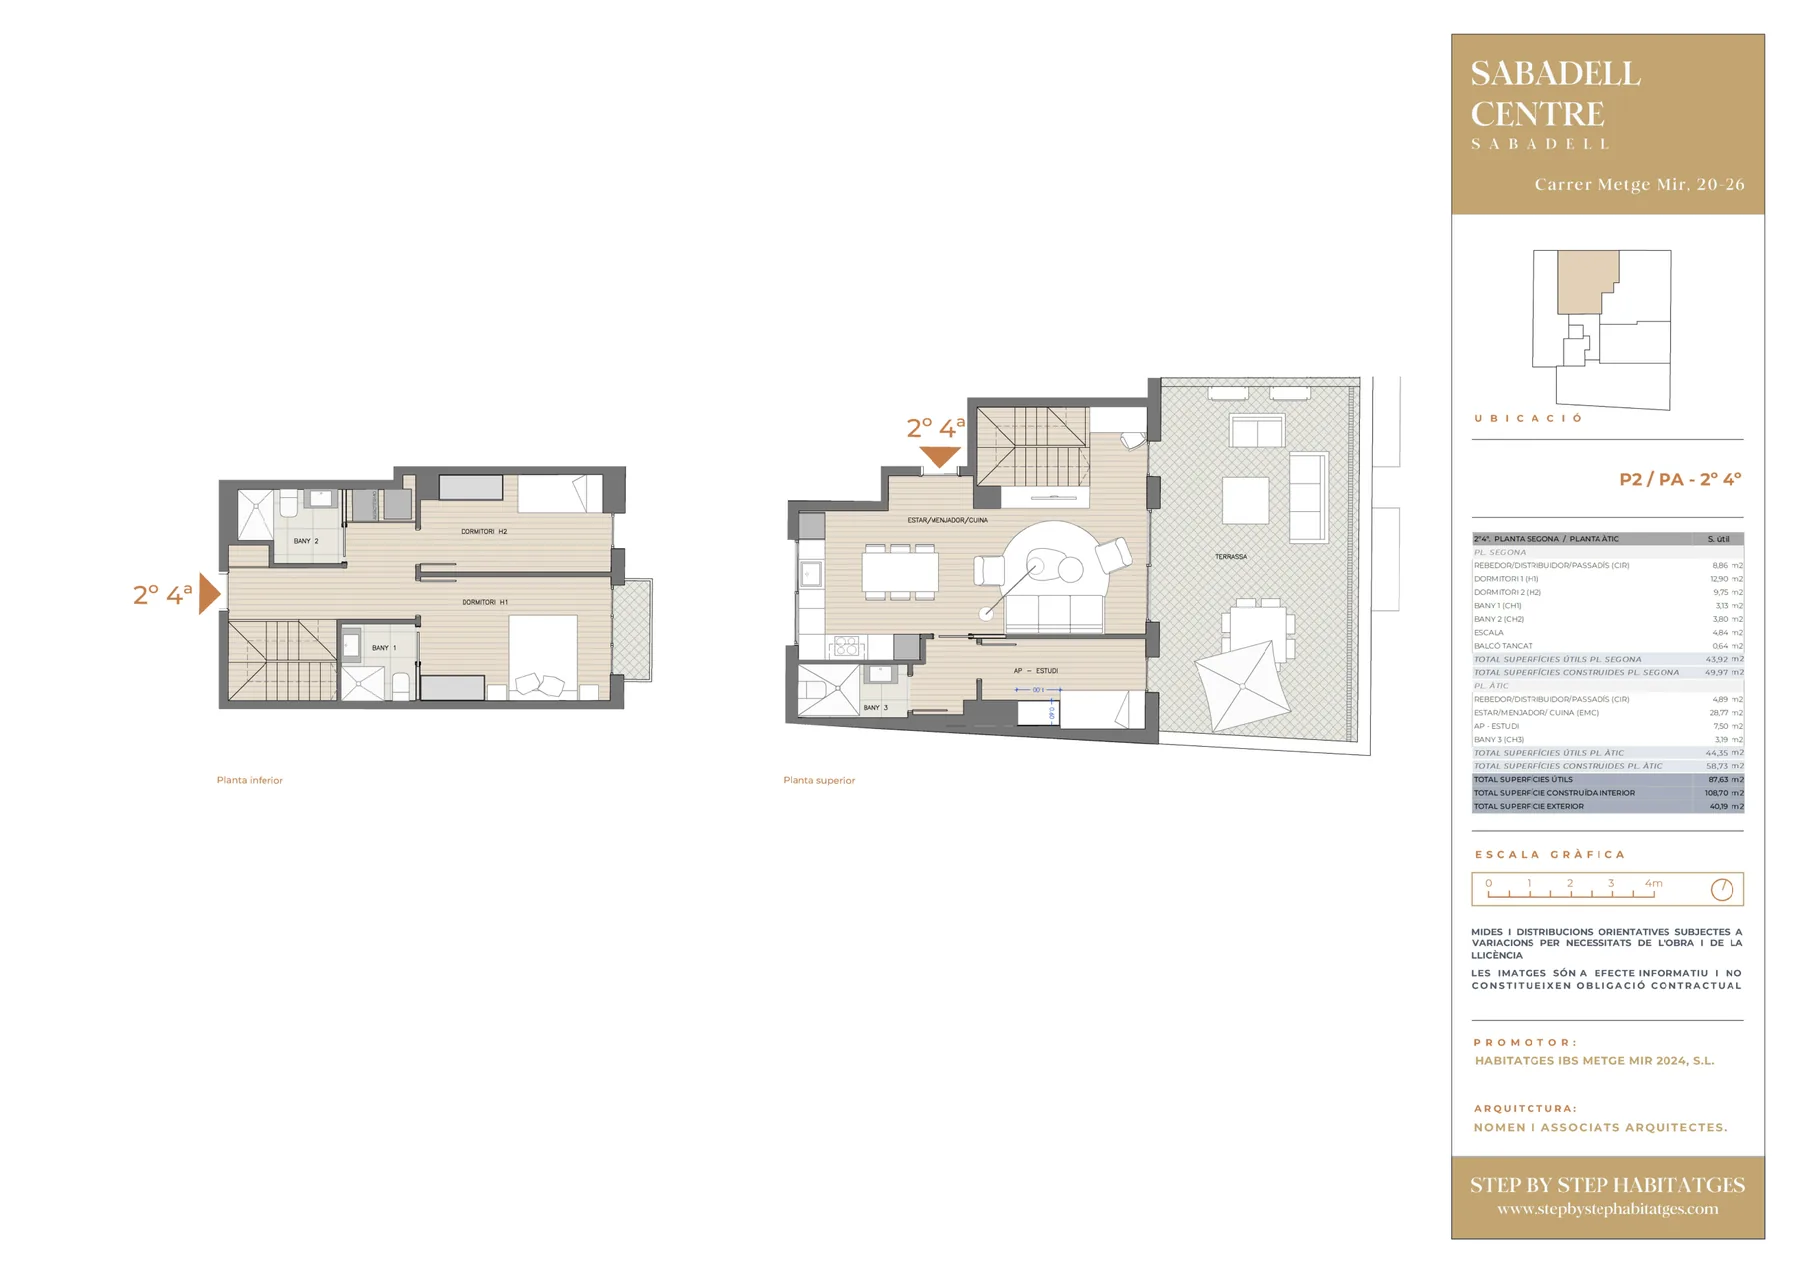 SABADELL
CENTRE
SABADELL
Carrer Metge Mir, 20-26
UBICACIÓ
P2 / PA - 2º 4º
2º4ª. PLANTA SEGONA / PLANTA ÀTIC S. útil
PL. SEGONA
REBEDOR/DISTRIBUIDOR/PASSADÍS (CIR) 8,86 m2
DORMITORI 1 (H1) 12,90 m2
DORMITORI 2 (H2) 9,75 m2
BANY 1 (CH1) 3,13 m2
BANY 2 (CH2) 3,80 m2
ESCALA 4,84 m2
BALCÓ TANCAT 0,64 m2
TOTAL SUPERFÍCIES ÚTILS PL. SEGONA 43,92 m2
TOTAL SUPERFÍCIES CONSTRUIDES PL. SEGONA 49,97 m2
PL. ÀTIC
REBEDOR/DISTRIBUIDOR/PASSADÍS (CIR) 4,89 m2
ESTAR/MENJADOR/ CUINA (EMC) 28,77 m2
AP - ESTUDI 7,50 m2
BANY 3 (CH3) 3,19 m2
TOTAL SUPERFÍCIES ÚTILS PL. ÀTIC 44,35 m2
TOTAL SUPERFÍCIES CONSTRUIDES PL. ÀTIC 58,73 m2
TOTAL SUPERFÍCIES ÚTILS 87,63 m2
TOTAL SUPERFÍCIE CONSTRUÏDA INTERIOR 108,70 m2
TOTAL SUPERFÍCIE EXTERIOR 40,19 m2
ESCALA GRÀFICA
0 1 2 3 4m
MIDES I DISTRIBUCIONS ORIENTATIVES SUBJECTES A
VARIACIONS PER NECESSITATS DE L'OBRA I DE LA
LLICÈNCIA
LES IMATGES SÓN A EFECTE INFORMATIU I NO
CONSTITUEIXEN OBLIGACIÓ CONTRACTUAL
PROMOTOR:
HABITATGES IBS METGE MIR 2024, S.L.
ARQUITCTURA:
NOMEN I ASSOCIATS ARQUITECTES.
STEP BY STEP HABITATGES
www.stepbystephabitatges.com
2º 4ª
BANY 2
DORMITORI H2
DORMITORI H1
BANY 1
Planta inferior
2º 4ª
ESTAR/MENJADOR/CUINA
TERRASSA
AP - ESTUDI
1.00
0.60
BANY 3
Planta superior